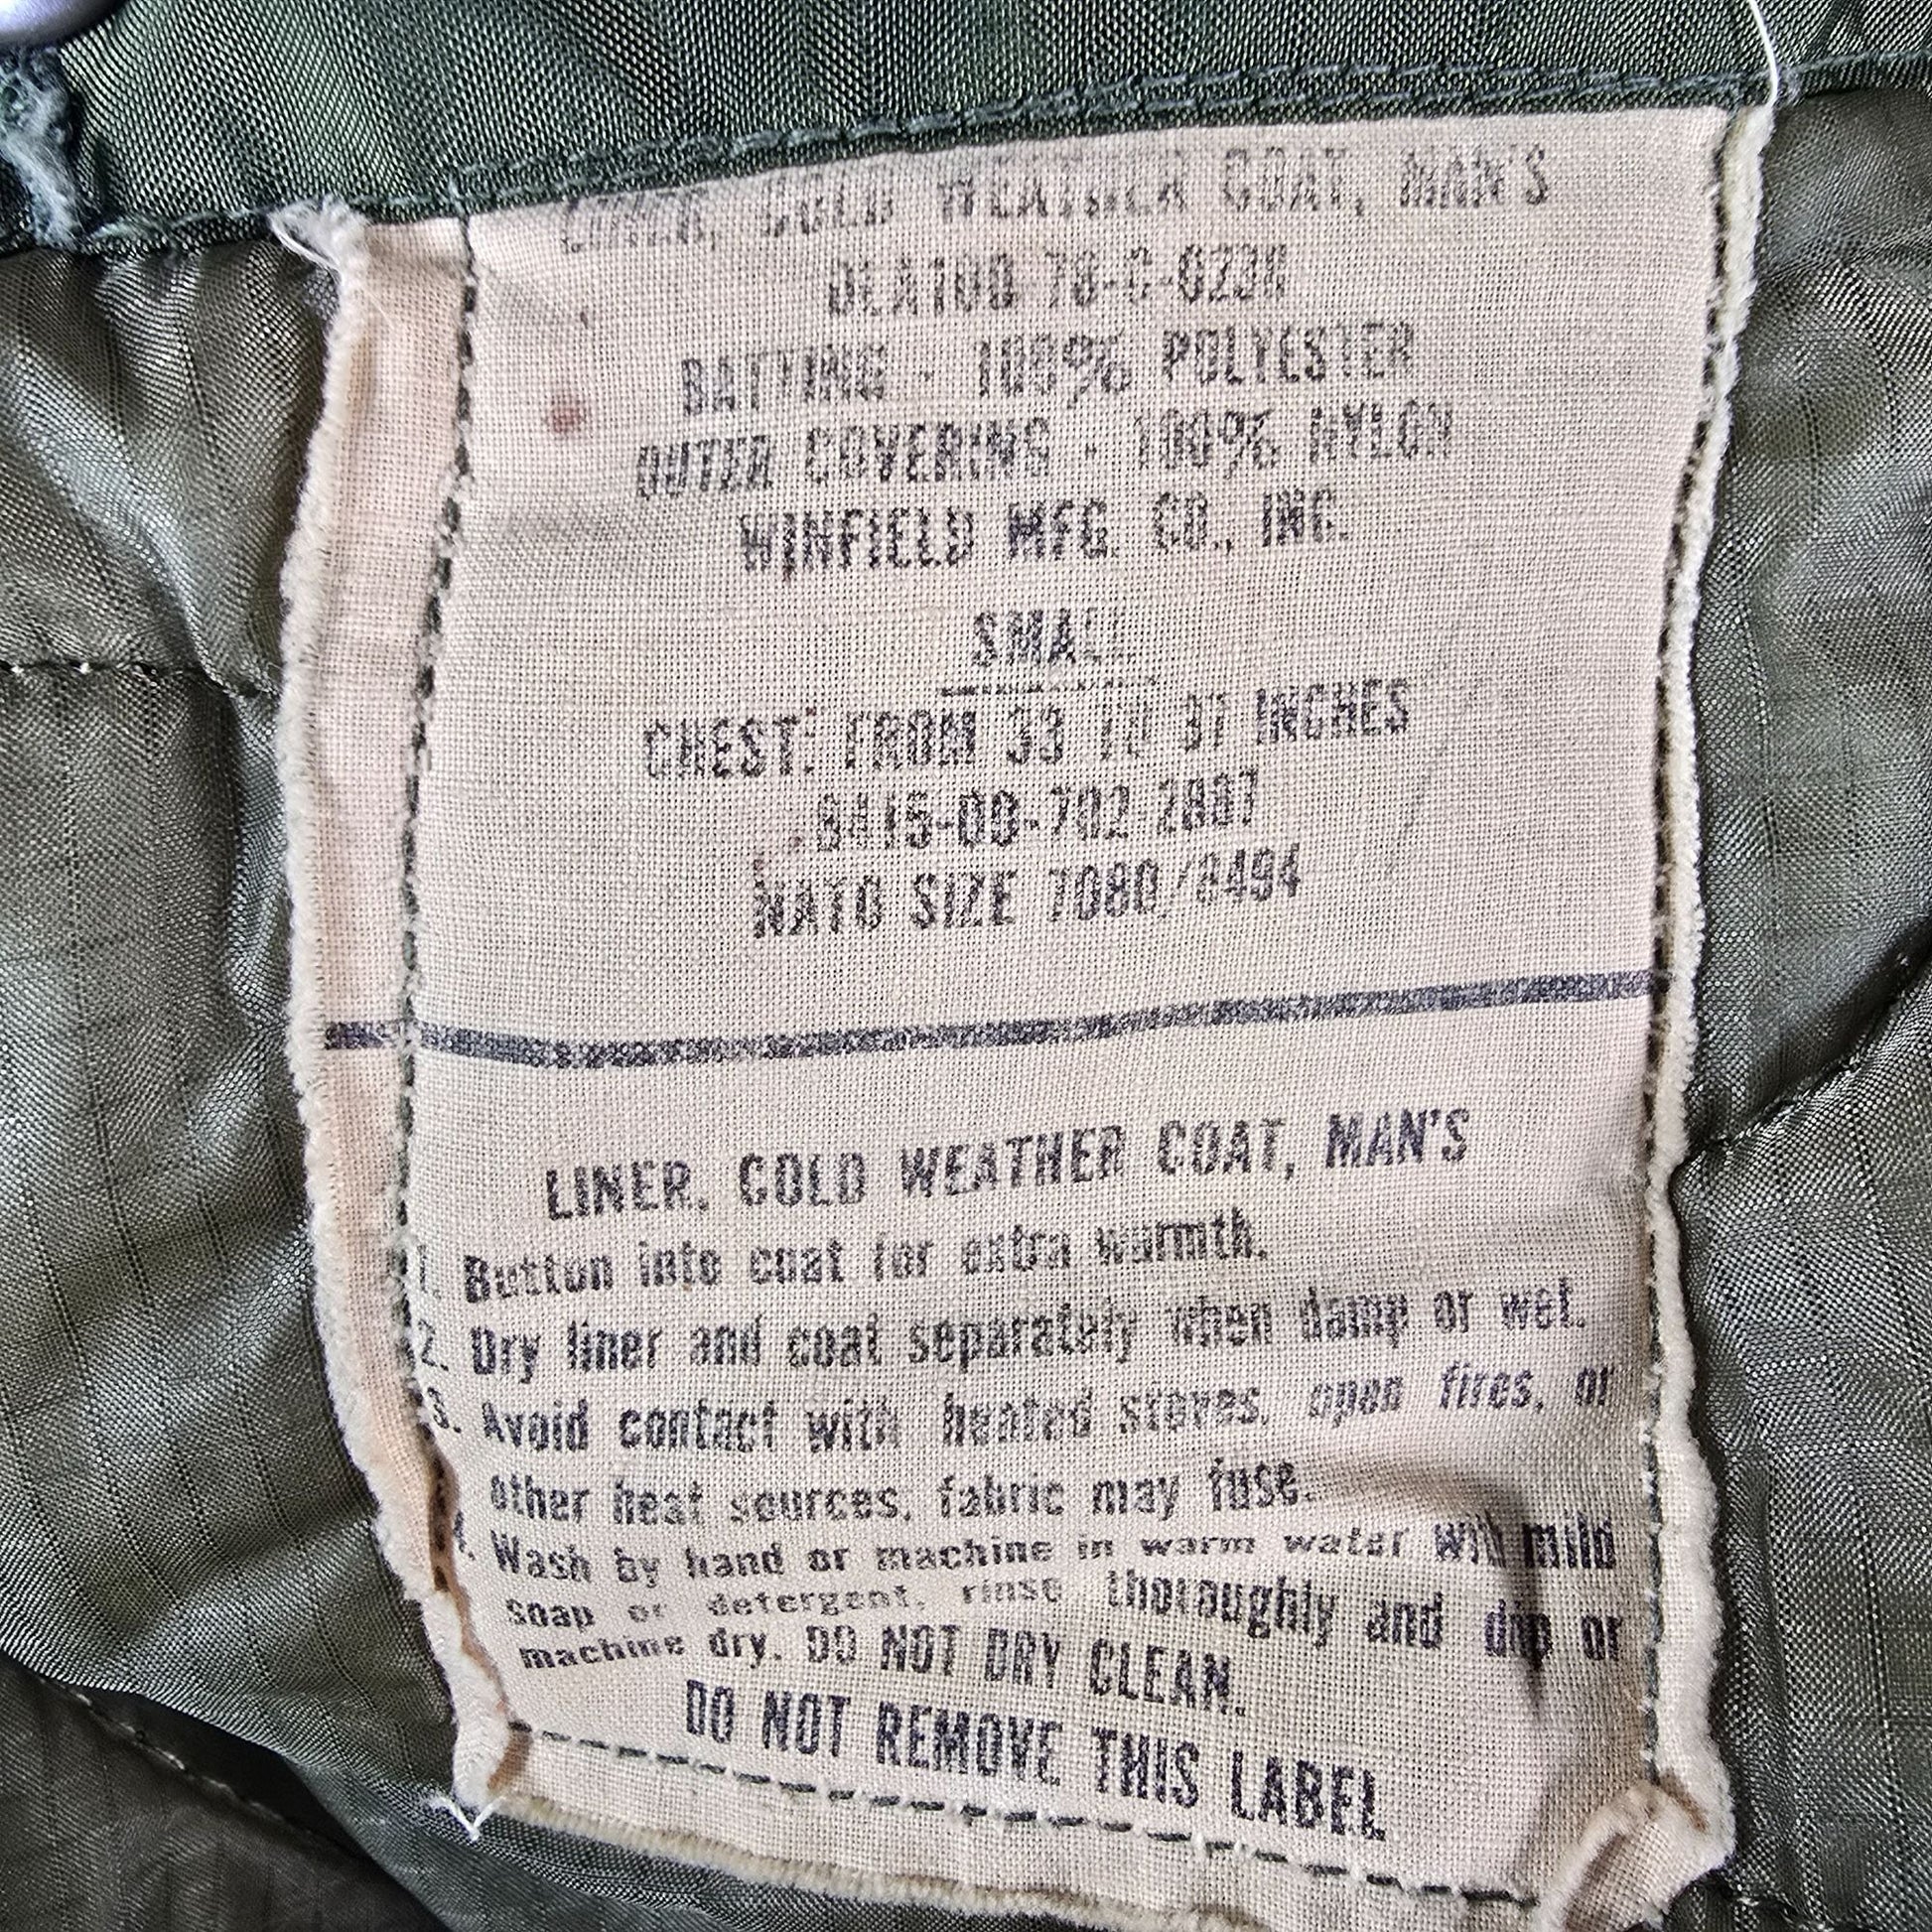 LINER, COLD WEATHER COAT, MAN'S
DLA100-78-C-0238
BATTING - 100% POLYESTER
OUTER COVERING - 100% NYLON
WINFIELD MFG. CO., INC.
SMALL
CHEST: FROM 33 TO 37 INCHES
8415-00-702-2887
NATO SIZE 7080/8494
LINER, COLD WEATHER COAT, MAN'S
1. Button into coat for extra warmth.
2. Dry liner and coat separately when damp or wet.
3. Avoid contact with heated stoves, open fires, or
other heat sources, fabric may fuse.
4. Wash by hand or machine in warm water with mild
soap or detergent, rinse thoroughly and drip or
machine dry. DO NOT DRY CLEAN.
DO NOT REMOVE THIS LABEL